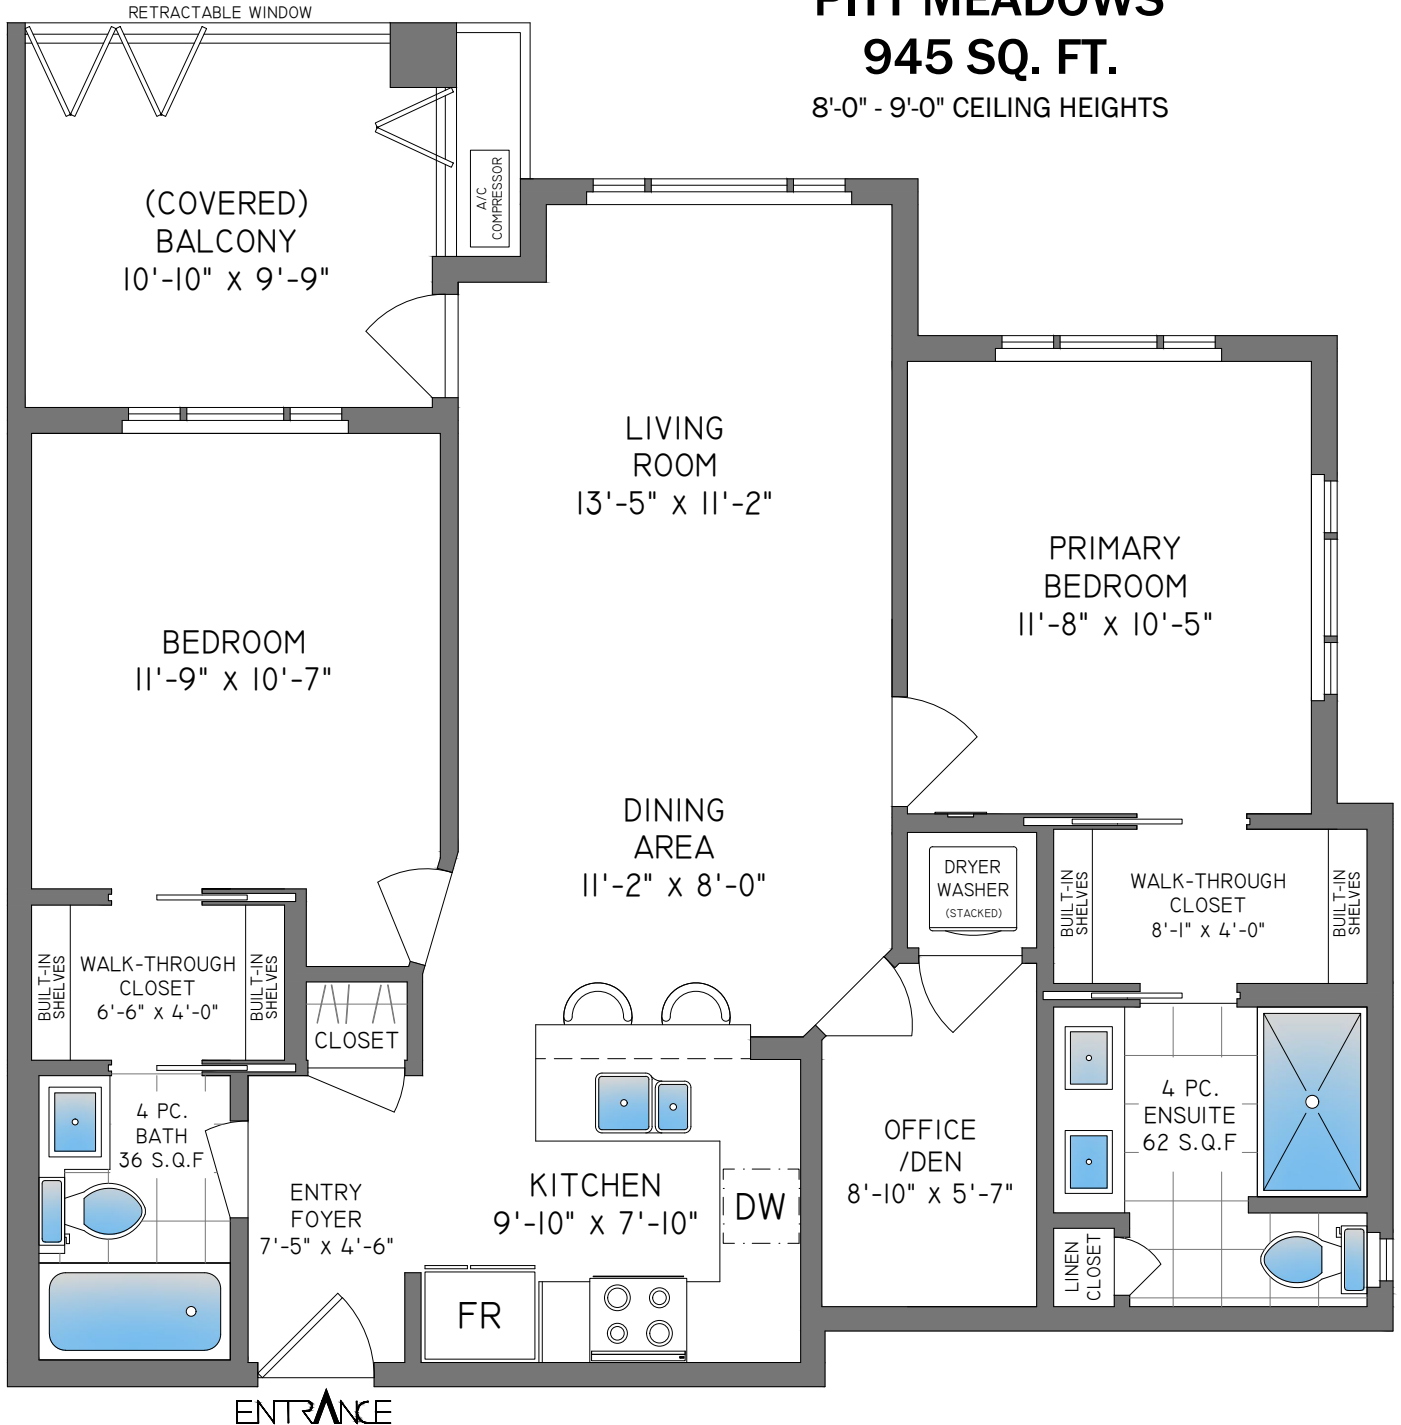 RETRACTABLE WINDOW
PITT MEADOWS
945 SQ. FT.
8'-0" - 9'-0" CEILING HEIGHTS
A/C
COMPRESSOR
(COVERED)
BALCONY
10'-10" X 9'-9"
LIVING
ROOM
13'-5" X 11'-2"
PRIMARY
BEDROOM
11'-8" X 10'-5"
BEDROOM
11'-9" X 10'-7"
DINING
AREA
11'-2" X 8'-0"
DRYER
WASHER
(STACKED)
BUILT-IN
SHELVES
WALK-THROUGH
CLOSET
8'-1" X 4'-0"
BUILT-IN
SHELVES
BUILT-IN
SHELVES
WALK-THROUGH
CLOSET
6'-6" X 4'-0"
BUILT-IN
SHELVES
CLOSET
4 PC.
BATH
36 S.Q.F
4 PC.
ENSUITE
62 S.Q.F
OFFICE
/DEN
8'-10" X 5'-7"
ENTRY
FOYER
7'-5" X 4'-6"
KITCHEN
9'-10" X 7'-10"
DW
LINEN
CLOSET
FR
ENTRANCE